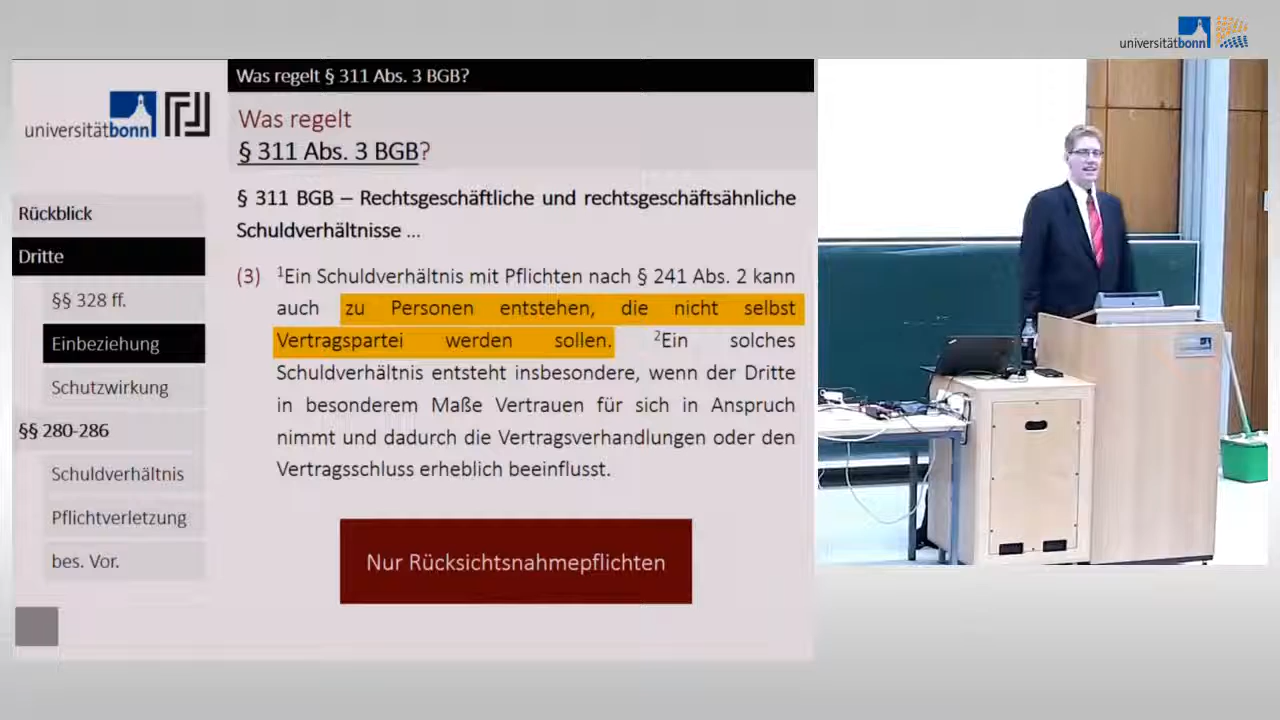 universitätbonn
Was regelt § 311 Abs. 3 BGB?
universitätbonn
Was regelt
§ 311 Abs. 3 BGB?
§ 311 BGB – Rechtsgeschäftliche und rechtsgeschäftsähnliche
Schuldverhältnisse ...
(3) ¹Ein Schuldverhältnis mit Pflichten nach § 241 Abs. 2 kann
auch zu Personen entstehen, die nicht selbst
Vertragspartei werden sollen. ²Ein solches
Schuldverhältnis entsteht insbesondere, wenn der Dritte
in besonderem Maße Vertrauen für sich in Anspruch
nimmt und dadurch die Vertragsverhandlungen oder den
Vertragsschluss erheblich beeinflusst.
Nur Rücksichtsnahmepflichten
Rückblick
Dritte
§§ 328 ff.
Einbeziehung
Schutzwirkung
§§ 280-286
Schuldverhältnis
Pflichtverletzung
bes. Vor.